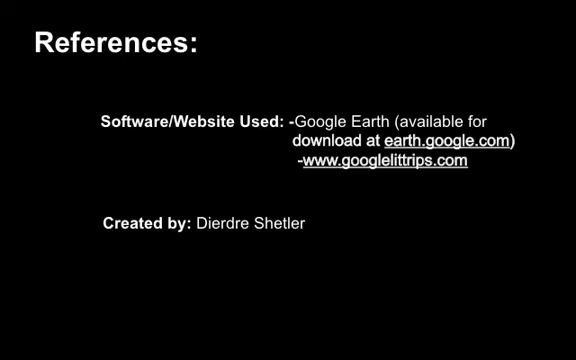 References:
Software/Website Used: -Google Earth (available for
download at earth.google.com)
-www.googlelittrips.com
Created by: Dierdre Shetler